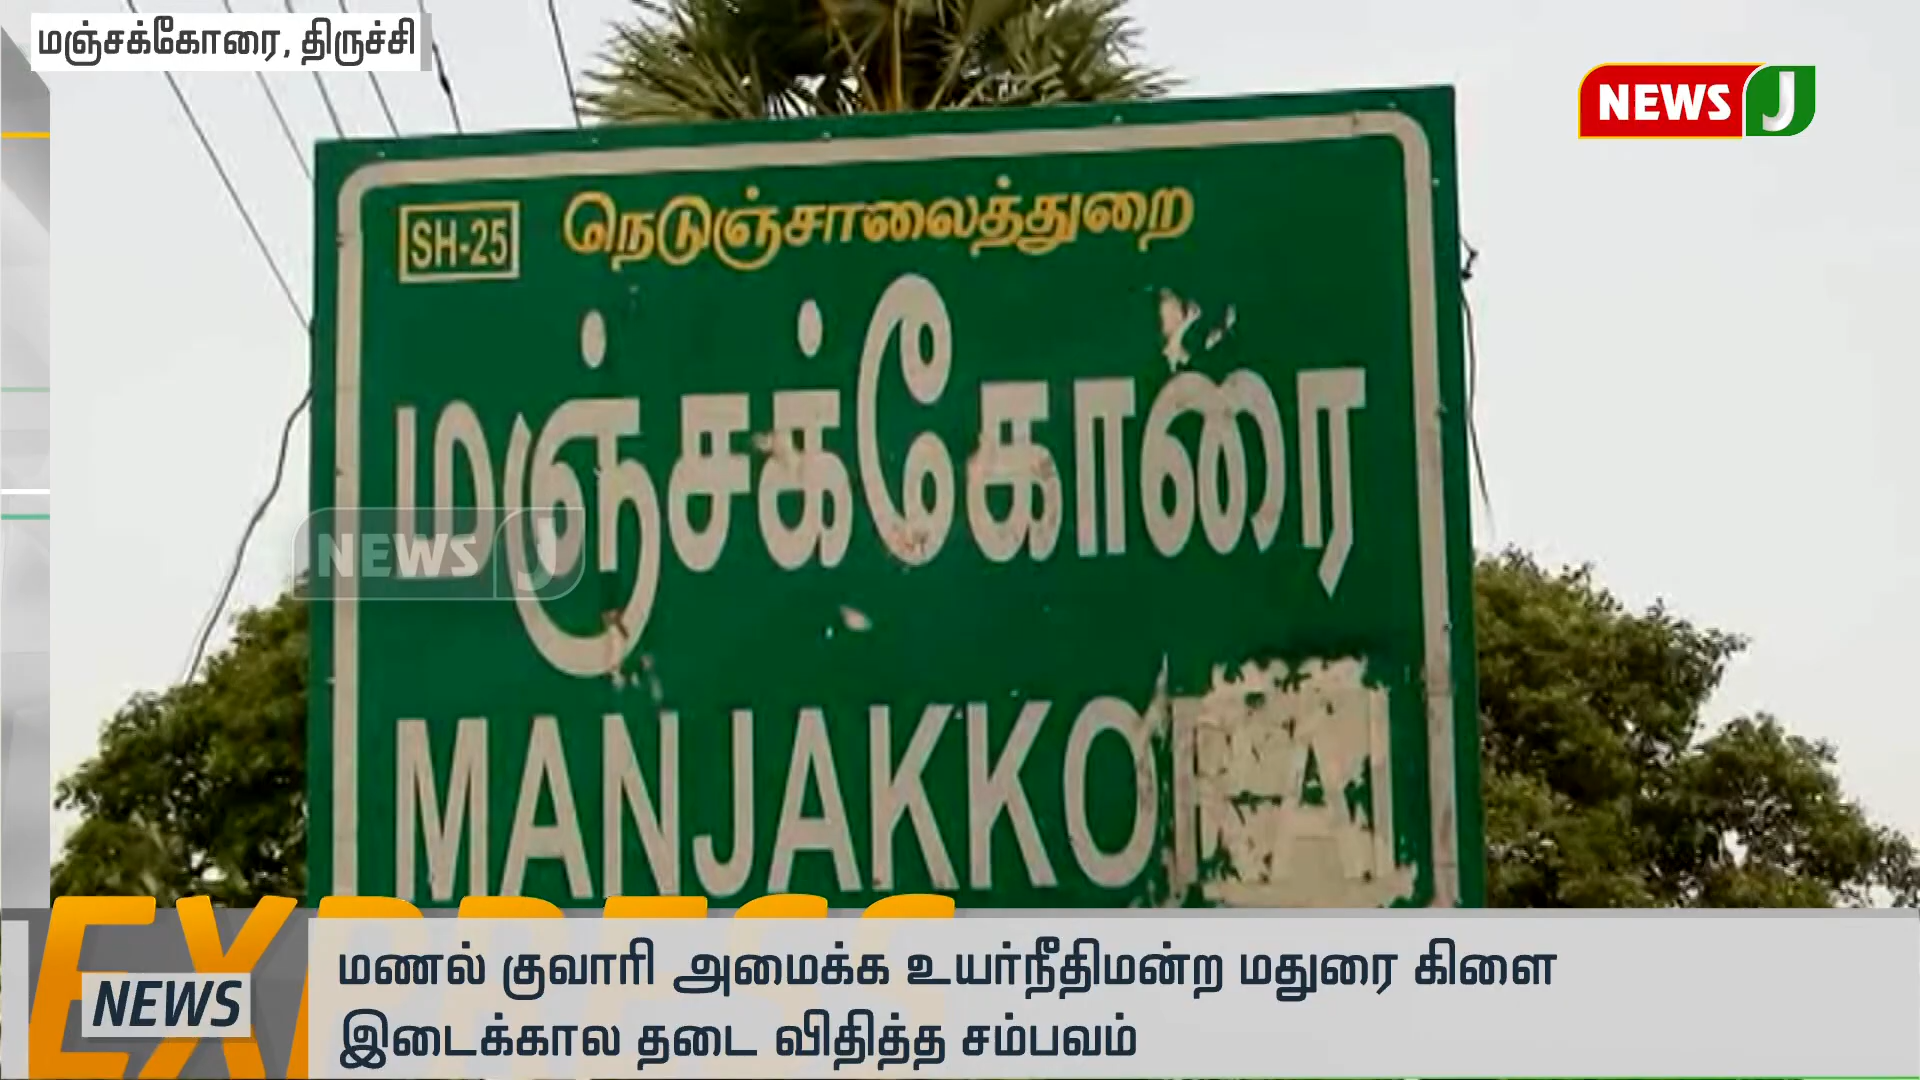 மஞ்சக்கோரை, திருச்சி
NEWS J
SH-25 நெடுஞ்சாலைத்துறை
மஞ்சக்கோரை
NEWS J
MANJAKKO
EXPRESS
NEWS
மணல் குவாரி அமைக்க உயர்நீதிமன்ற மதுரை கிளை
இடைக்கால தடை விதித்த சம்பவம்